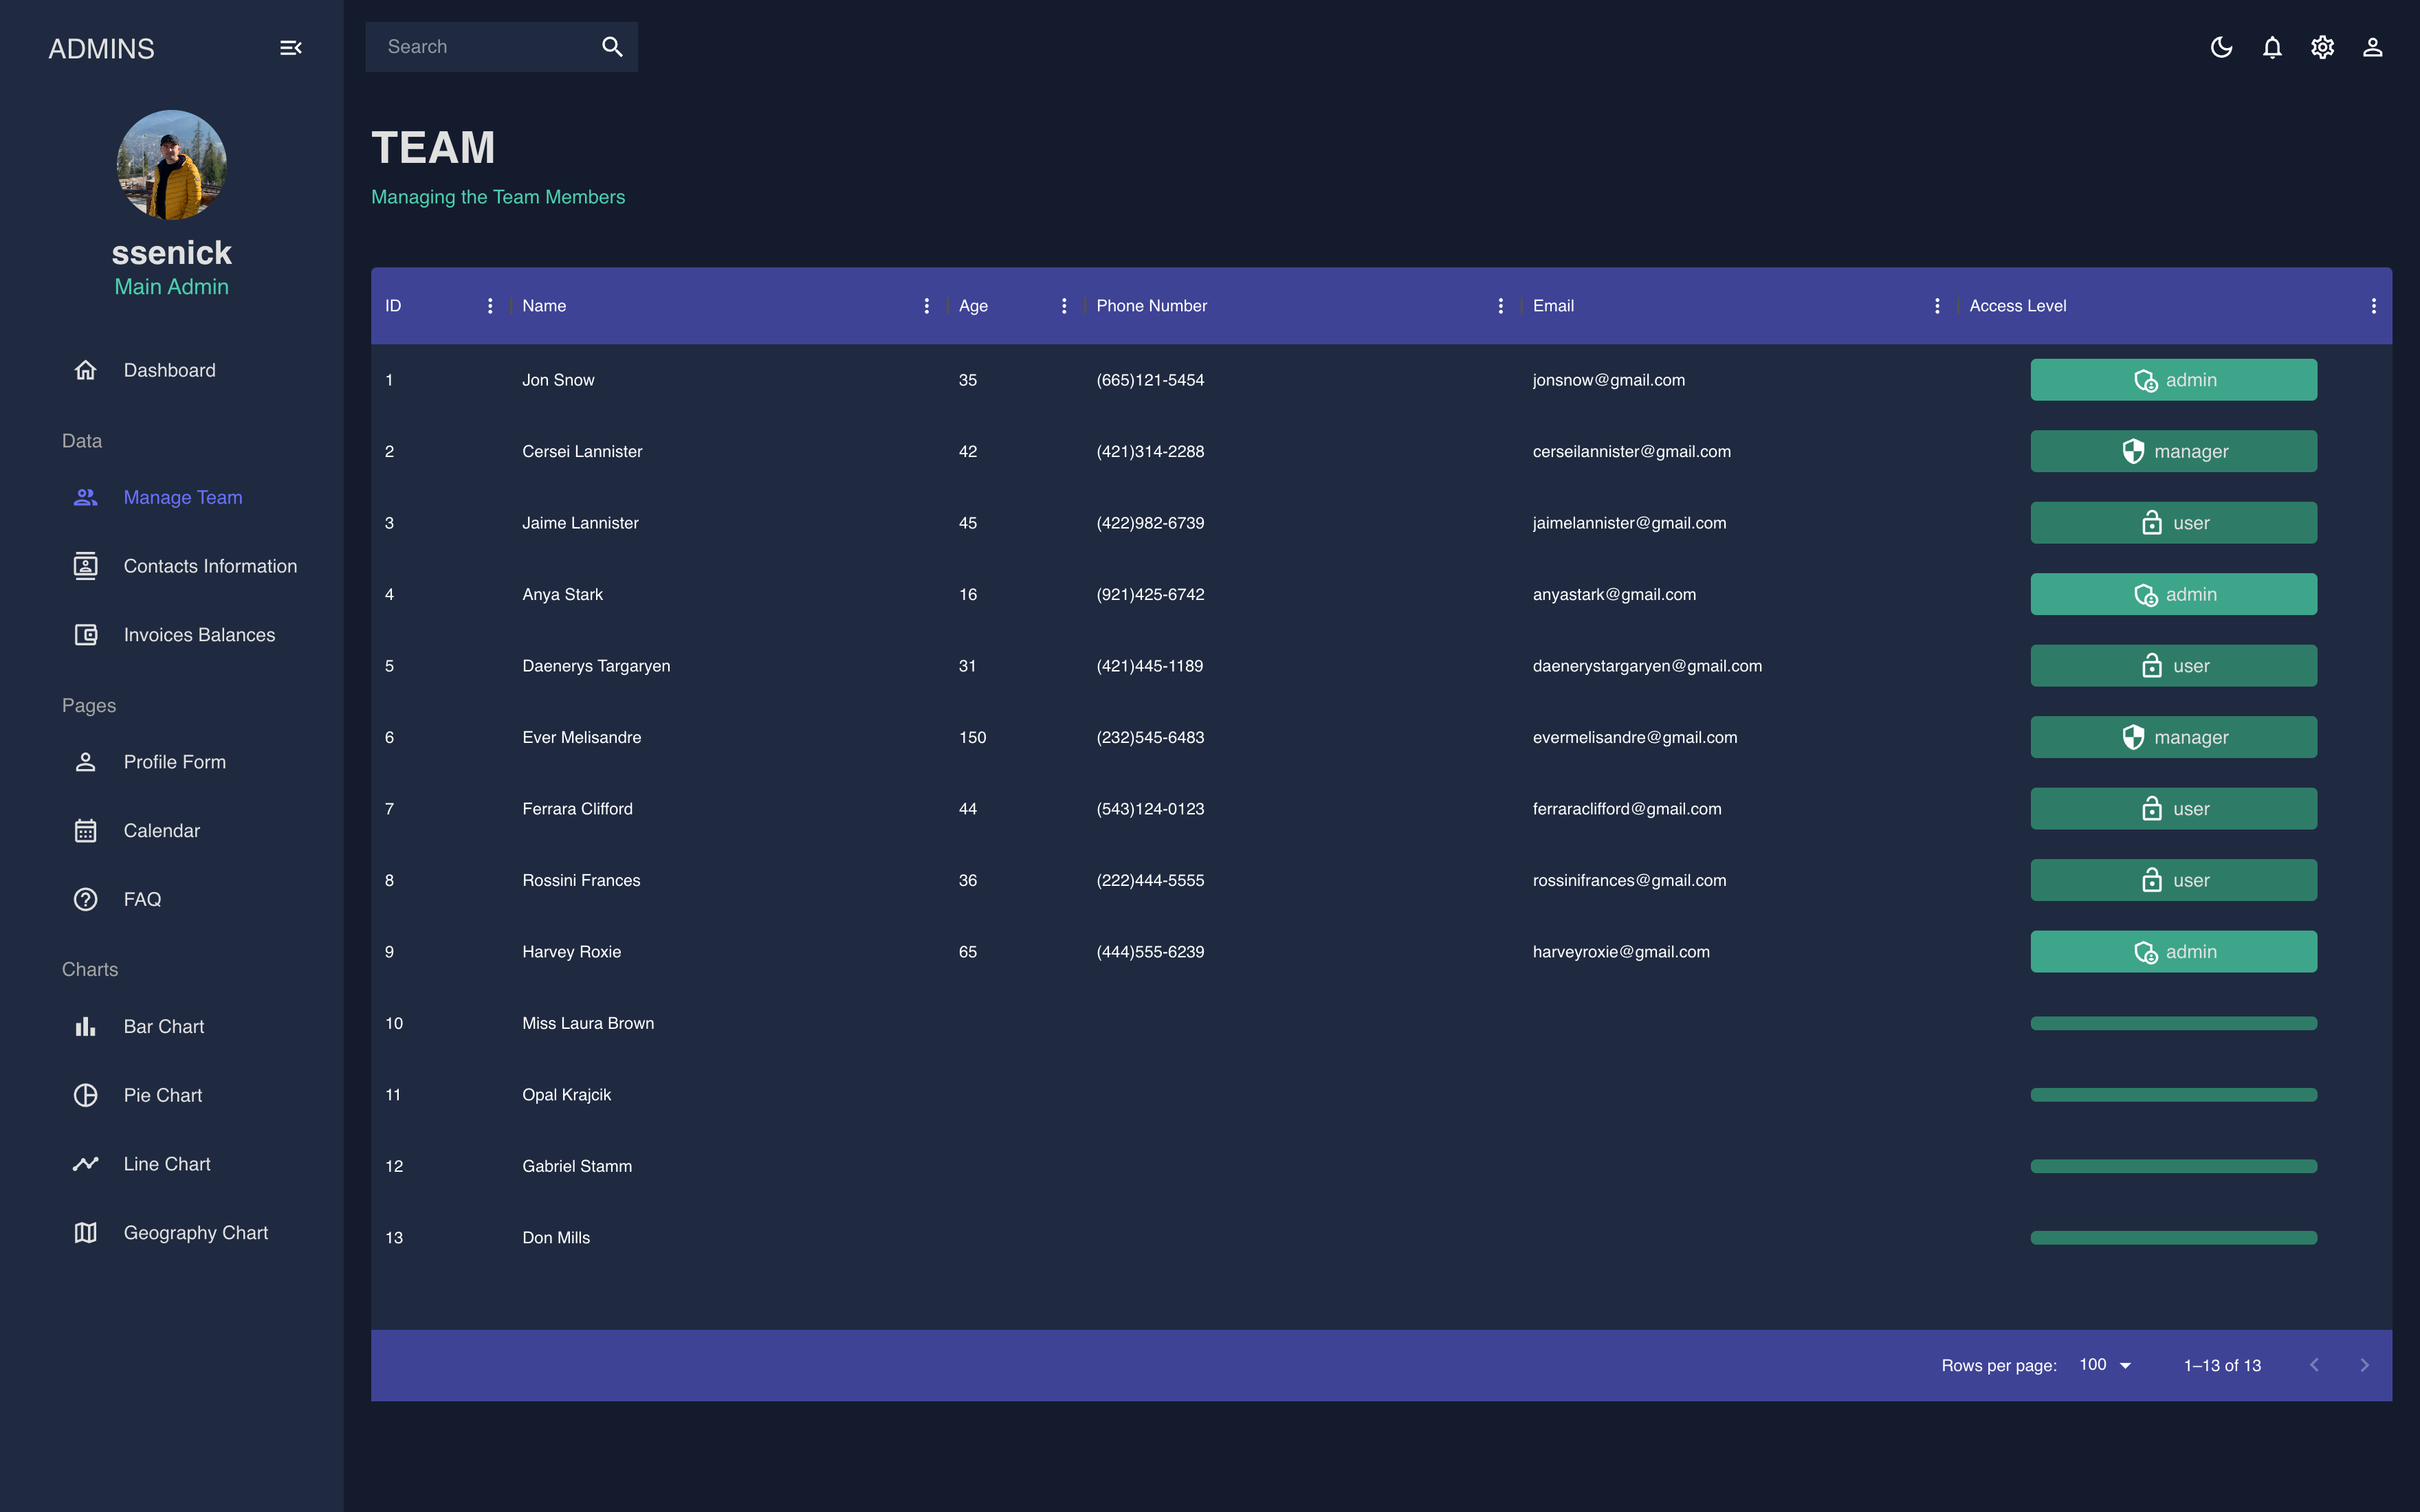 ADMINS
Search
ssenick
Main Admin
Dashboard
Data
Manage Team
Contacts Information
Invoices Balances
Pages
Profile Form
Calendar
FAQ
Charts
Bar Chart
Pie Chart
Line Chart
Geography Chart
TEAM
Managing the Team Members
ID Name Age Phone Number Email Access Level
1 Jon Snow 35 (665)121-5454 jonsnow@gmail.com admin
2 Cersei Lannister 42 (421)314-2288 cerseilannister@gmail.com manager
3 Jaime Lannister 45 (422)982-6739 jaimelannister@gmail.com user
4 Anya Stark 16 (921)425-6742 anyastark@gmail.com admin
5 Daenerys Targaryen 31 (421)445-1189 daenerystargaryen@gmail.com user
6 Ever Melisandre 150 (232)545-6483 evermelisandre@gmail.com manager
7 Ferrara Clifford 44 (543)124-0123 ferraraclifford@gmail.com user
8 Rossini Frances 36 (222)444-5555 rossinifrances@gmail.com user
9 Harvey Roxie 65 (444)555-6239 harveyroxie@gmail.com admin
10 Miss Laura Brown
11 Opal Krajcik
12 Gabriel Stamm
13 Don Mills
Rows per page: 100 1–13 of 13